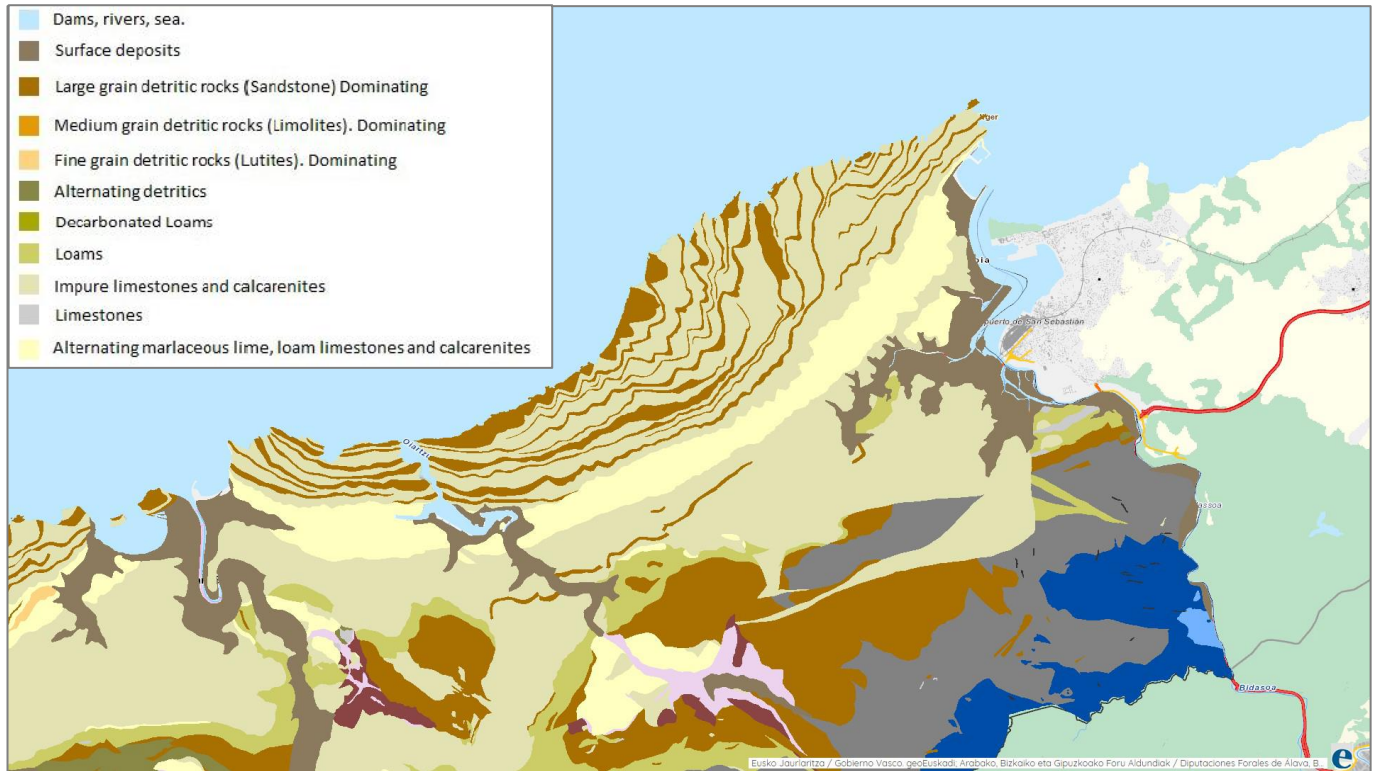 Dams, rivers, sea.
Surface deposits
Large grain detritic rocks (Sandstone) Dominating
Medium grain detritic rocks (Limolites). Dominating
Fine grain detritic rocks (Lutites). Dominating
Alternating detritics
Decarbonated Loams
Loams
Impure limestones and calcarenites
Limestones
Alternating marlaceous lime, loam limestones and calcarenites
puerto de San Sebastián
Oiartzu
Bidasoa
Eusko Jaurlaritza / Gobierno Vasco. geoEuskadi; Arabako, Bizkaiko eta Gipuzkoako Foru Aldundiak / Diputaciones Forales de Álava, B...
e